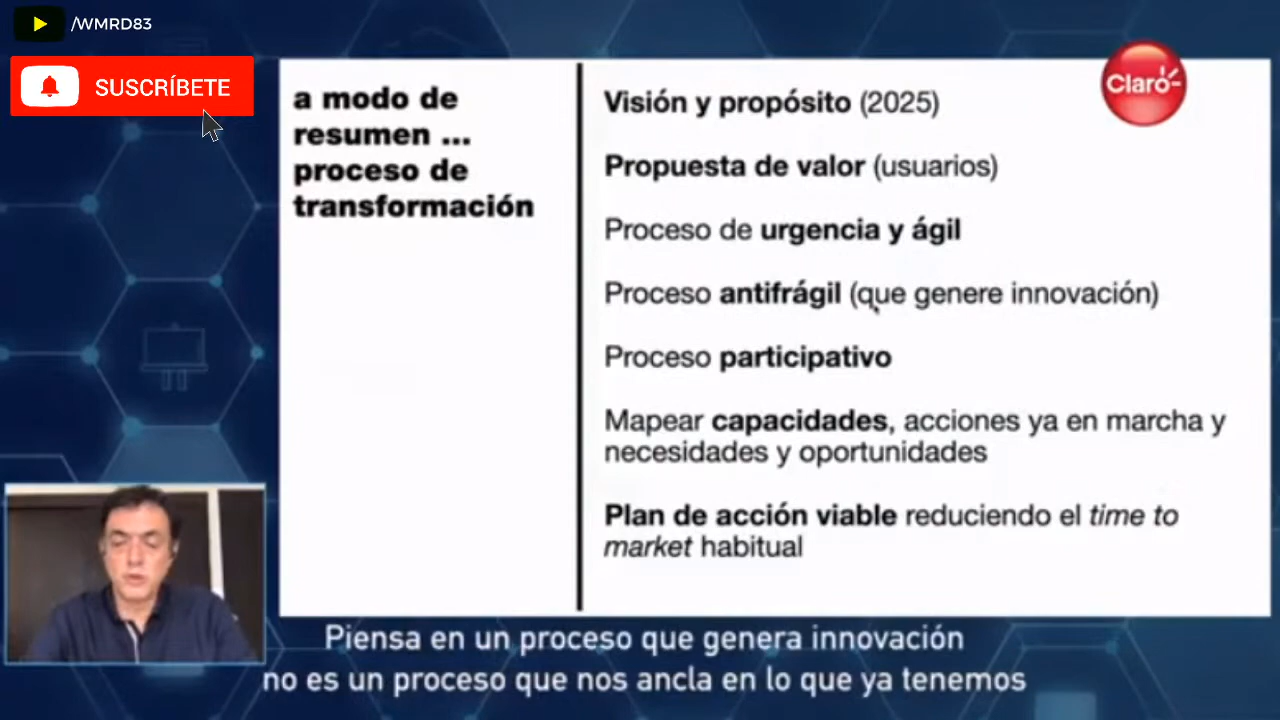 /WMRD83
SUSCRÍBETE
a modo de
resumen ...
proceso de
transformación
Claro-
Visión y propósito (2025)
Propuesta de valor (usuarios)
Proceso de urgencia y ágil
Proceso antifrágil (que genere innovación)
Proceso participativo
Mapear capacidades, acciones ya en marcha y
necesidades y oportunidades
Plan de acción viable reduciendo el time to
market habitual
Piensa en un proceso que genera innovación
no es un proceso que nos ancla en lo que ya tenemos